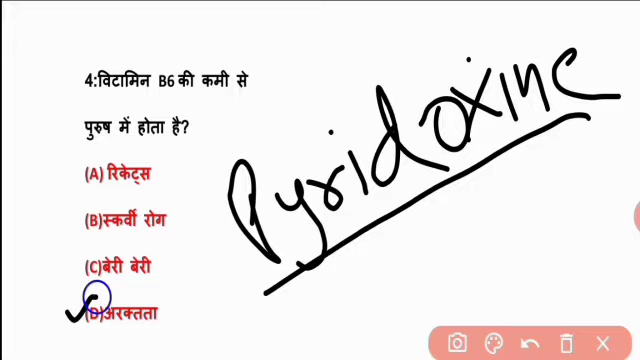 4:विटामिन B6 की कमी से
पुरुष में होता है?
(A) रिकेट्स
(B)स्कर्वी रोग
(C)बेरी बेरी
(D)अरक्तता
Pyridoxine